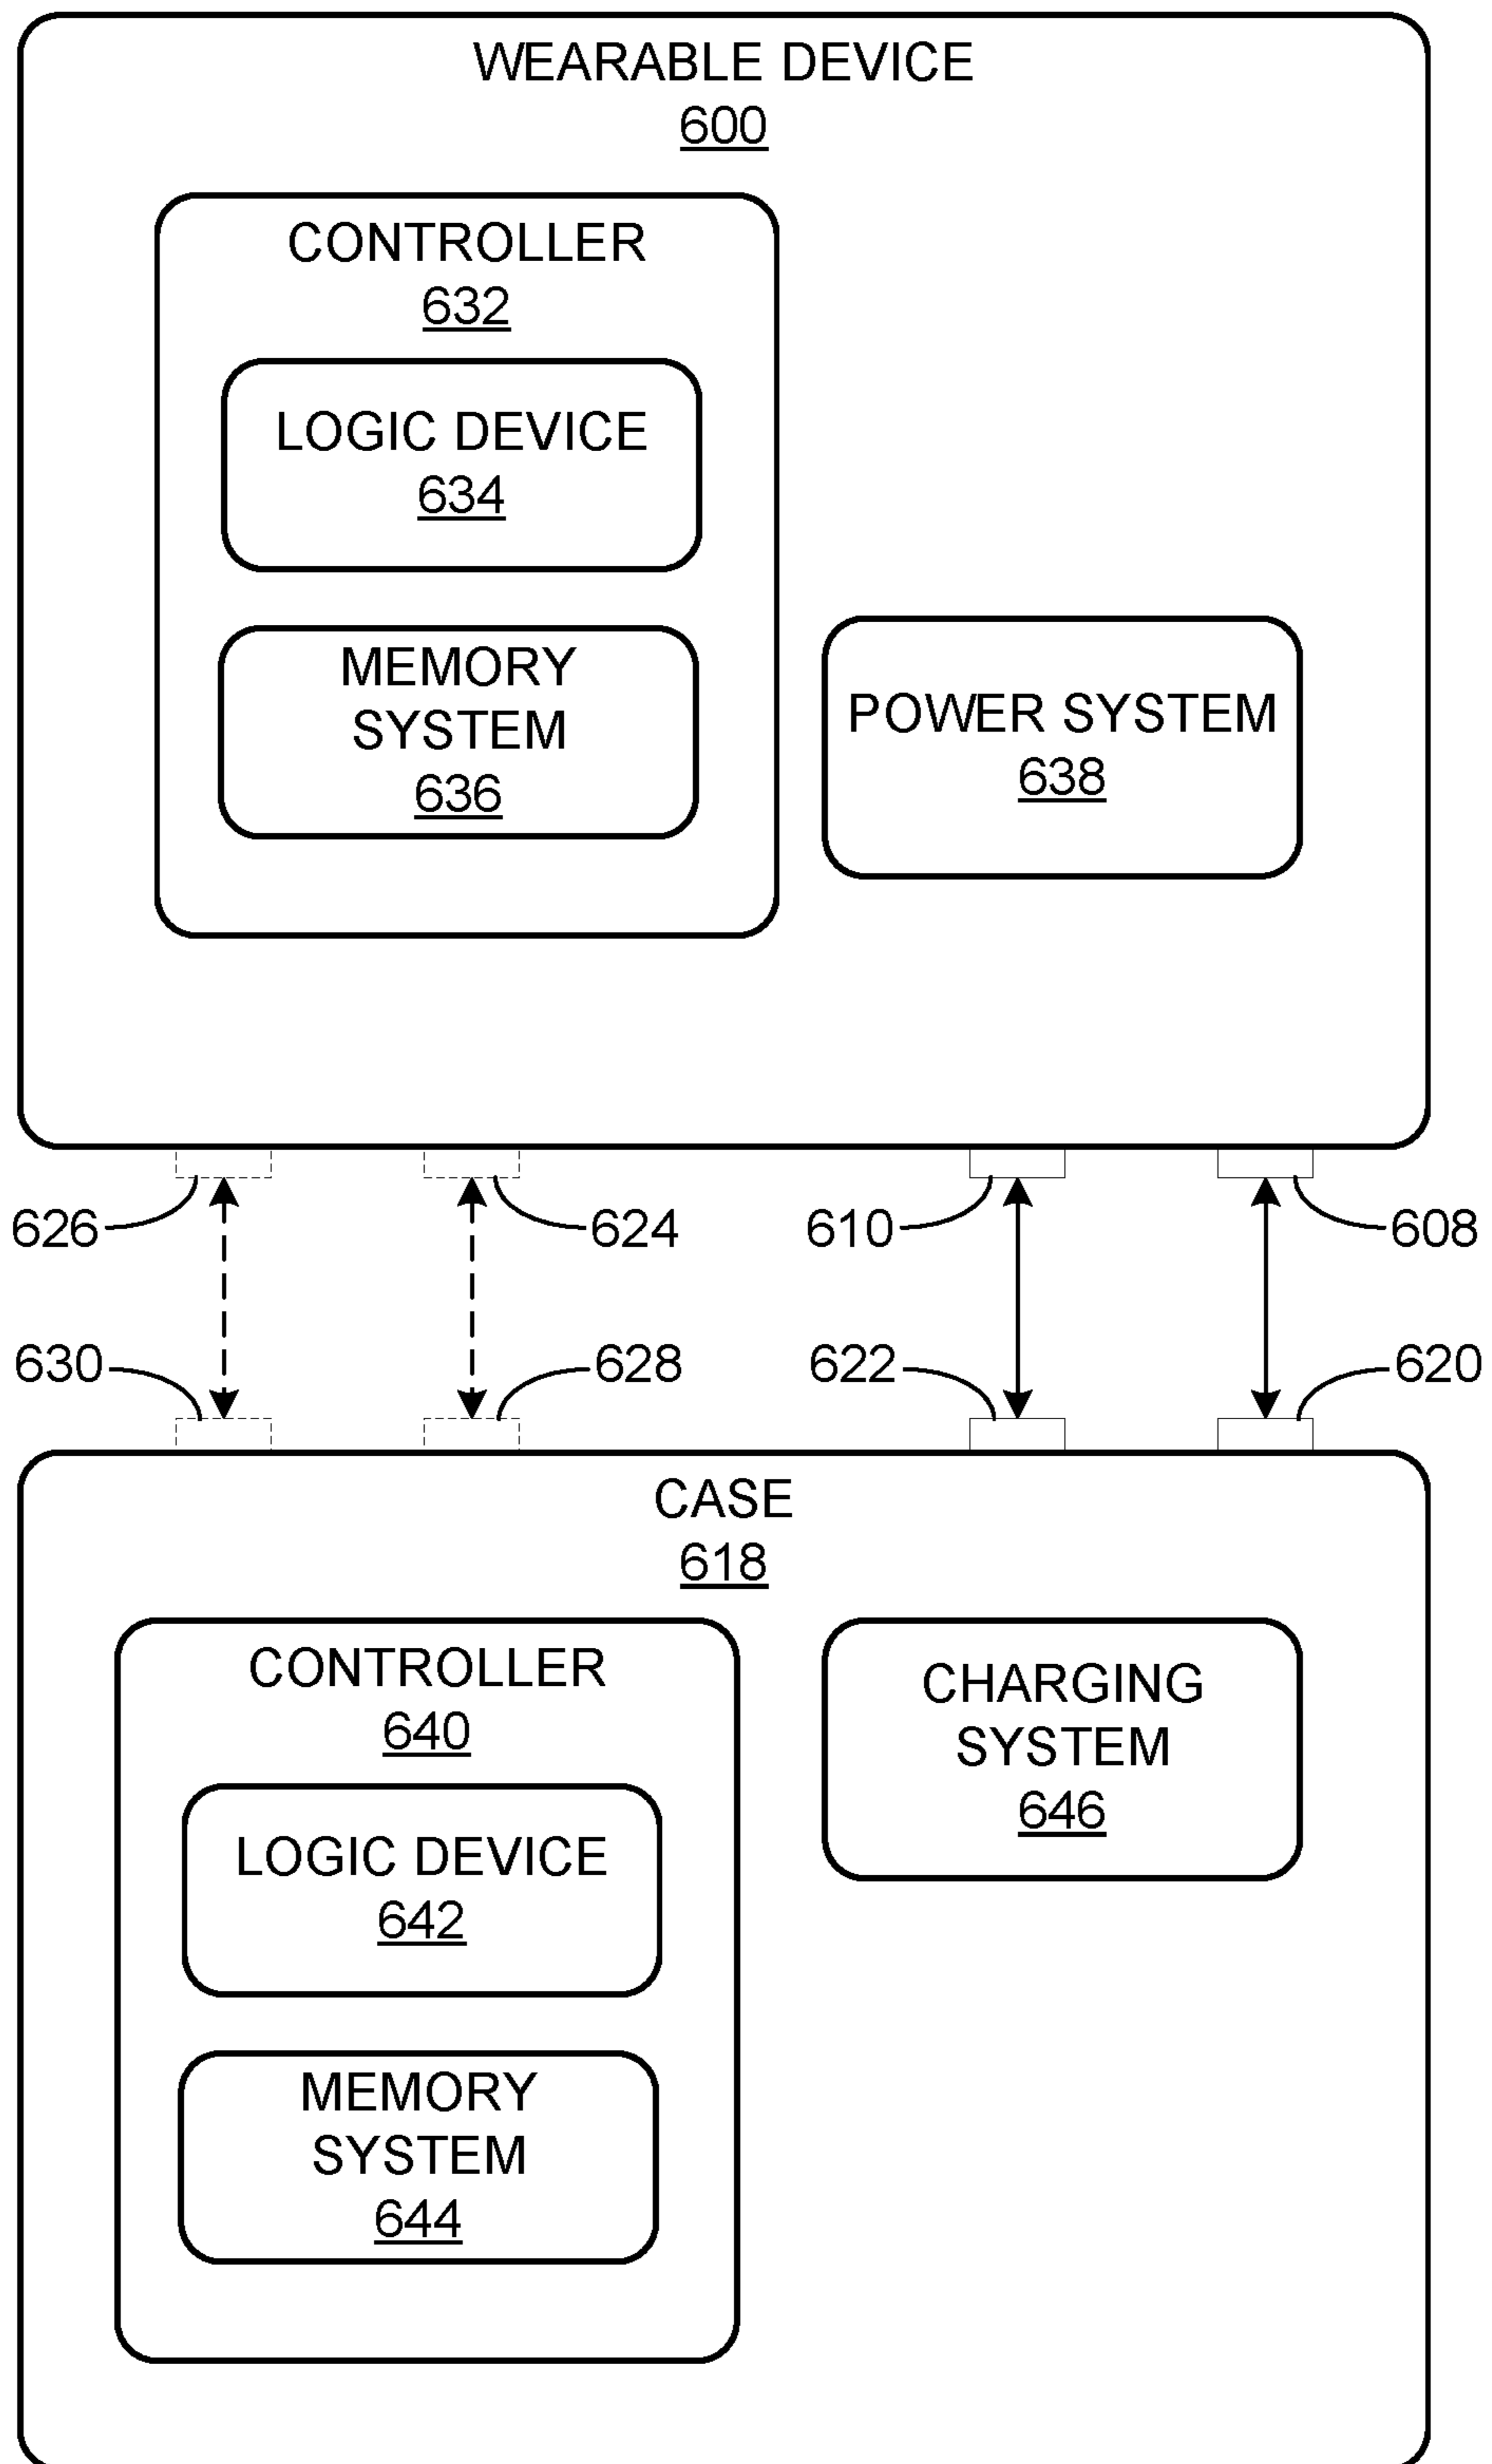 WEARABLE DEVICE
600
CONTROLLER
632
LOGIC DEVICE
634
MEMORY
SYSTEM
636
POWER SYSTEM
638
626
624
610
608
630
628
622
620
CASE
618
CONTROLLER
640
LOGIC DEVICE
642
MEMORY
SYSTEM
644
CHARGING
SYSTEM
646